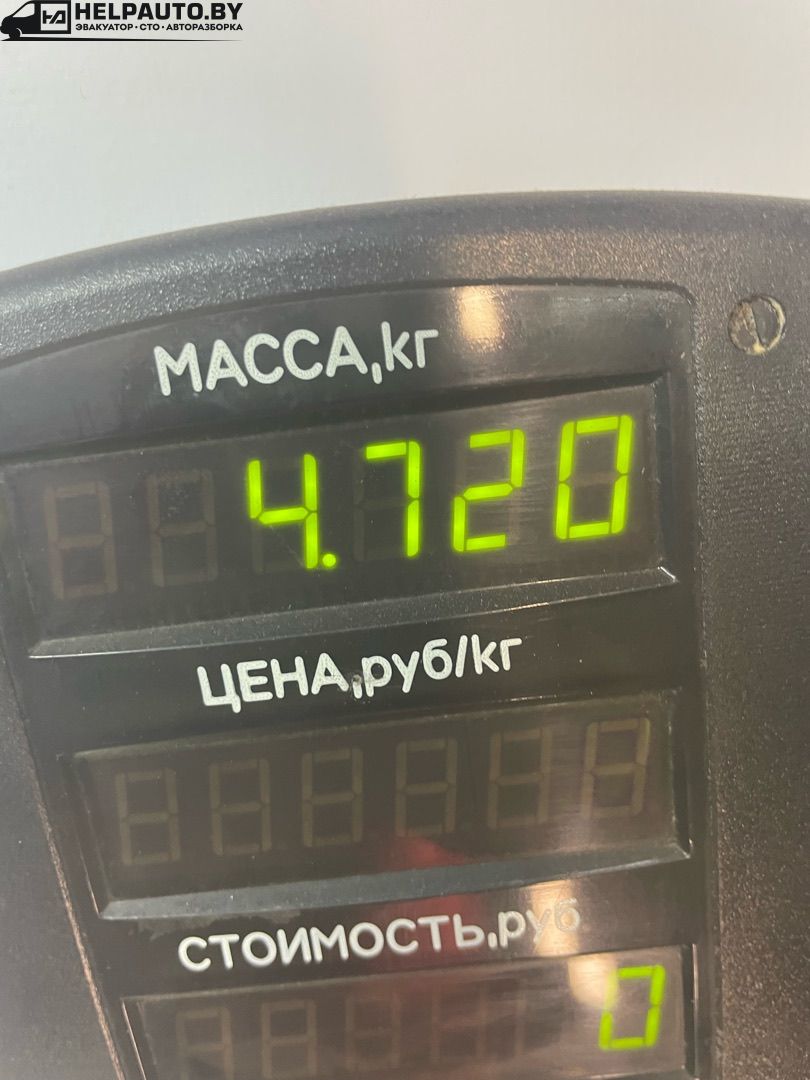 HELPAUTO.BY
ЭВАКУАТОР · СТО · АВТОРАЗБОРКА
МАССА,кг
4.720
ЦЕНА,руб/кг
СТОИМОСТЬ,руб
0